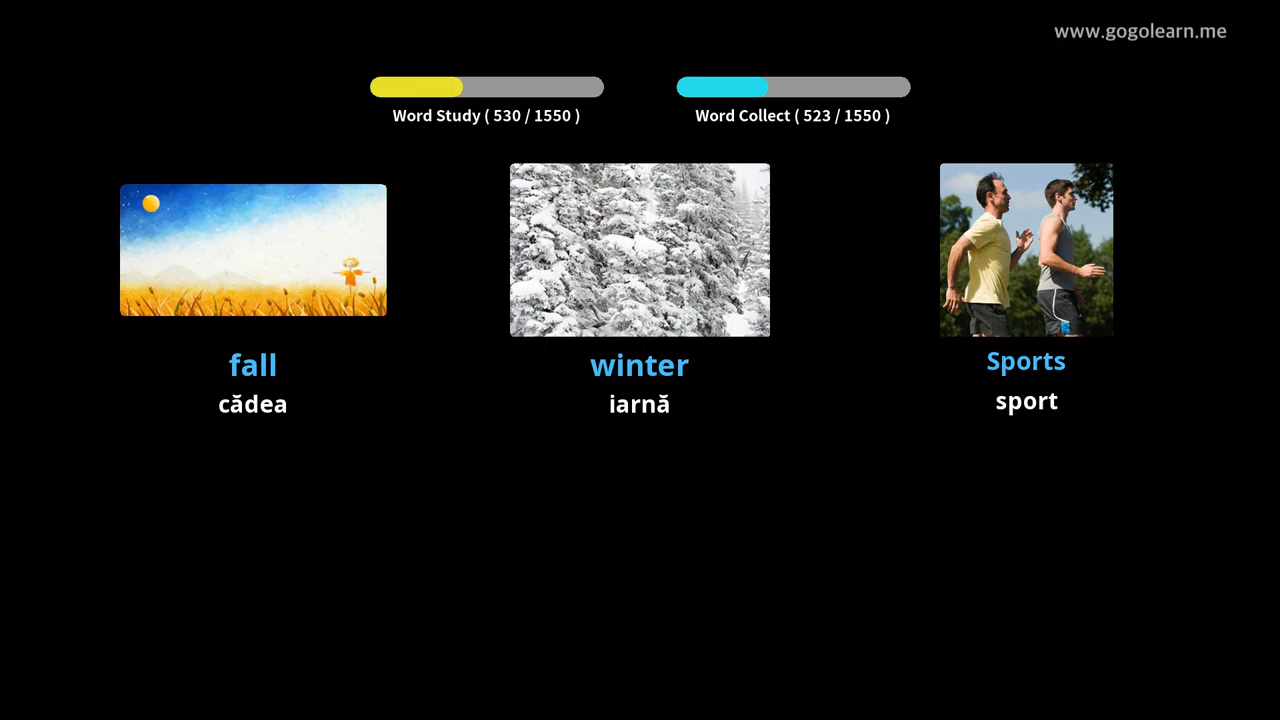 www.gogolearn.me
Word Study ( 530 / 1550 )
Word Collect ( 523 / 1550 )
fall
winter
Sports
cădea
iarnă
sport